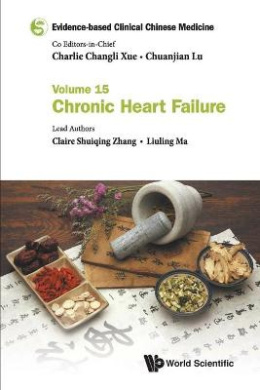 Evidence-based Clinical Chinese Medicine
Co Editors-in-Chief
Charlie Changli Xue • Chuanjian Lu
Volume 15
Chronic Heart Failure
Lead Authors
Claire Shuiqing Zhang • Liuling Ma
World Scientific